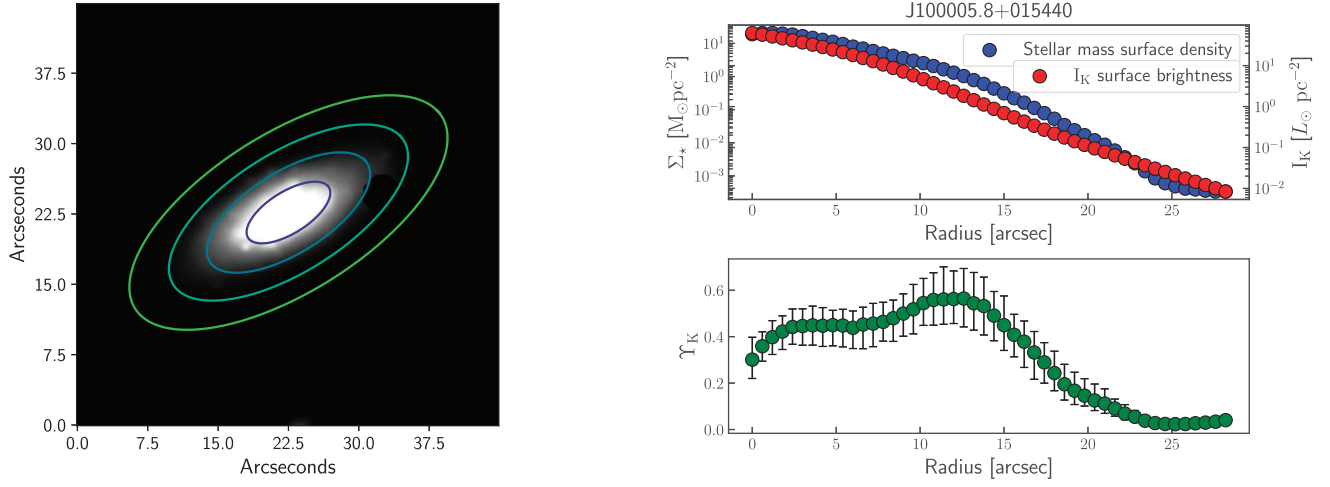 37.5
30.0
22.5
15.0
7.5
0.0
Arcseconds
0.0 7.5 15.0 22.5 30.0 37.5
Arcseconds
J100005.8+015440
10¹
10⁰
10⁻¹
10⁻²
10⁻³
Σ⋆ [M⊙pc⁻²]
Stellar mass surface density
I_K surface brightness
10¹
10⁰
10⁻¹
10⁻²
I_K [L⊙ pc⁻²]
0 5 10 15 20 25
Radius [arcsec]
0.6
0.4
0.2
0.0
ϒ_K
0 5 10 15 20 25
Radius [arcsec]